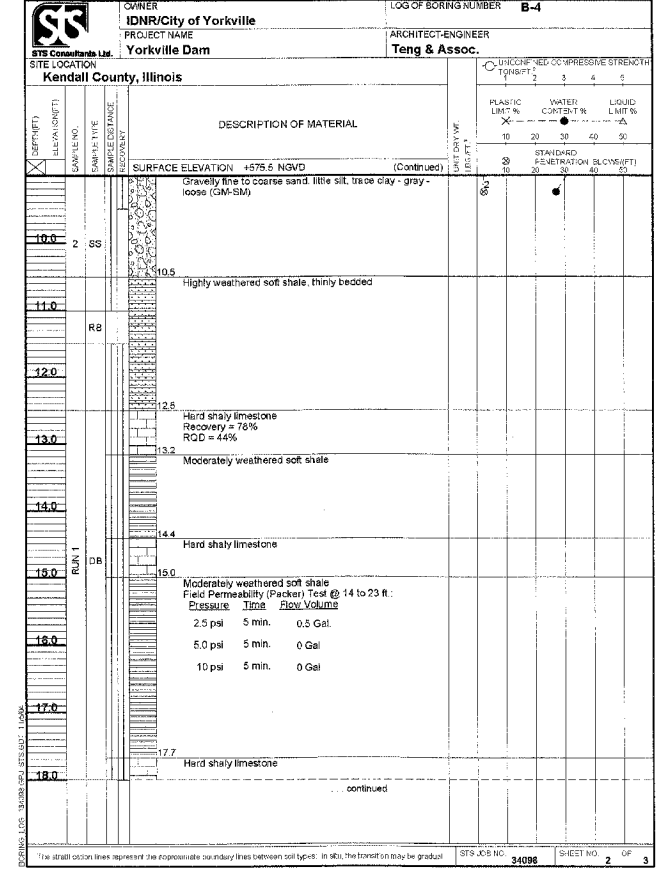 STS
STS Consultants Ltd.
OWNER
IDNR/City of Yorkville
LOG OF BORING NUMBER B-4
PROJECT NAME
Yorkville Dam
ARCHITECT-ENGINEER
Teng & Assoc.
SITE LOCATION
Kendall County, Illinois
UNCONFINED COMPRESSIVE STRENGTH
TONS/FT.²
1 2 3 4 5
PLASTIC LIMIT %
WATER CONTENT %
LIQUID LIMIT %
10 20 30 40 50
STANDARD
PENETRATION BLOWS/(FT)
10 20 30 40 50
DEPTH(FT)
ELEVATION(FT)
SAMPLE NO.
SAMPLE TYPE
SAMPLE DISTANCE
RECOVERY
DESCRIPTION OF MATERIAL
UNIT DRY WT.
LBS./FT.³
SURFACE ELEVATION +575.5 NGVD (Continued)
Gravelly fine to coarse sand, little silt, trace clay - gray -
loose (GM-SM)
2
10.0 2 SS
10.5
Highly weathered soft shale, thinly bedded
11.0
RB
12.0
12.5
Hard shaly limestone
Recovery = 78%
RQD = 44%
13.0
13.2
Moderately weathered soft shale
14.0
14.4
Hard shaly limestone
RUN 1
DB
15.0 15.0
Moderately weathered soft shale
Field Permeability (Packer) Test @ 14 to 23 ft.:
Pressure Time Flow Volume
2.5 psi 5 min. 0.5 Gal.
16.0 5.0 psi 5 min. 0 Gal
10 psi 5 min. 0 Gal
17.0
17.7
Hard shaly limestone
18.0
... continued
The stratification lines represent the approximate boundary lines between soil types: in situ, the transition may be gradual
STS JOB NO. 34098
SHEET NO. 2 OF 3